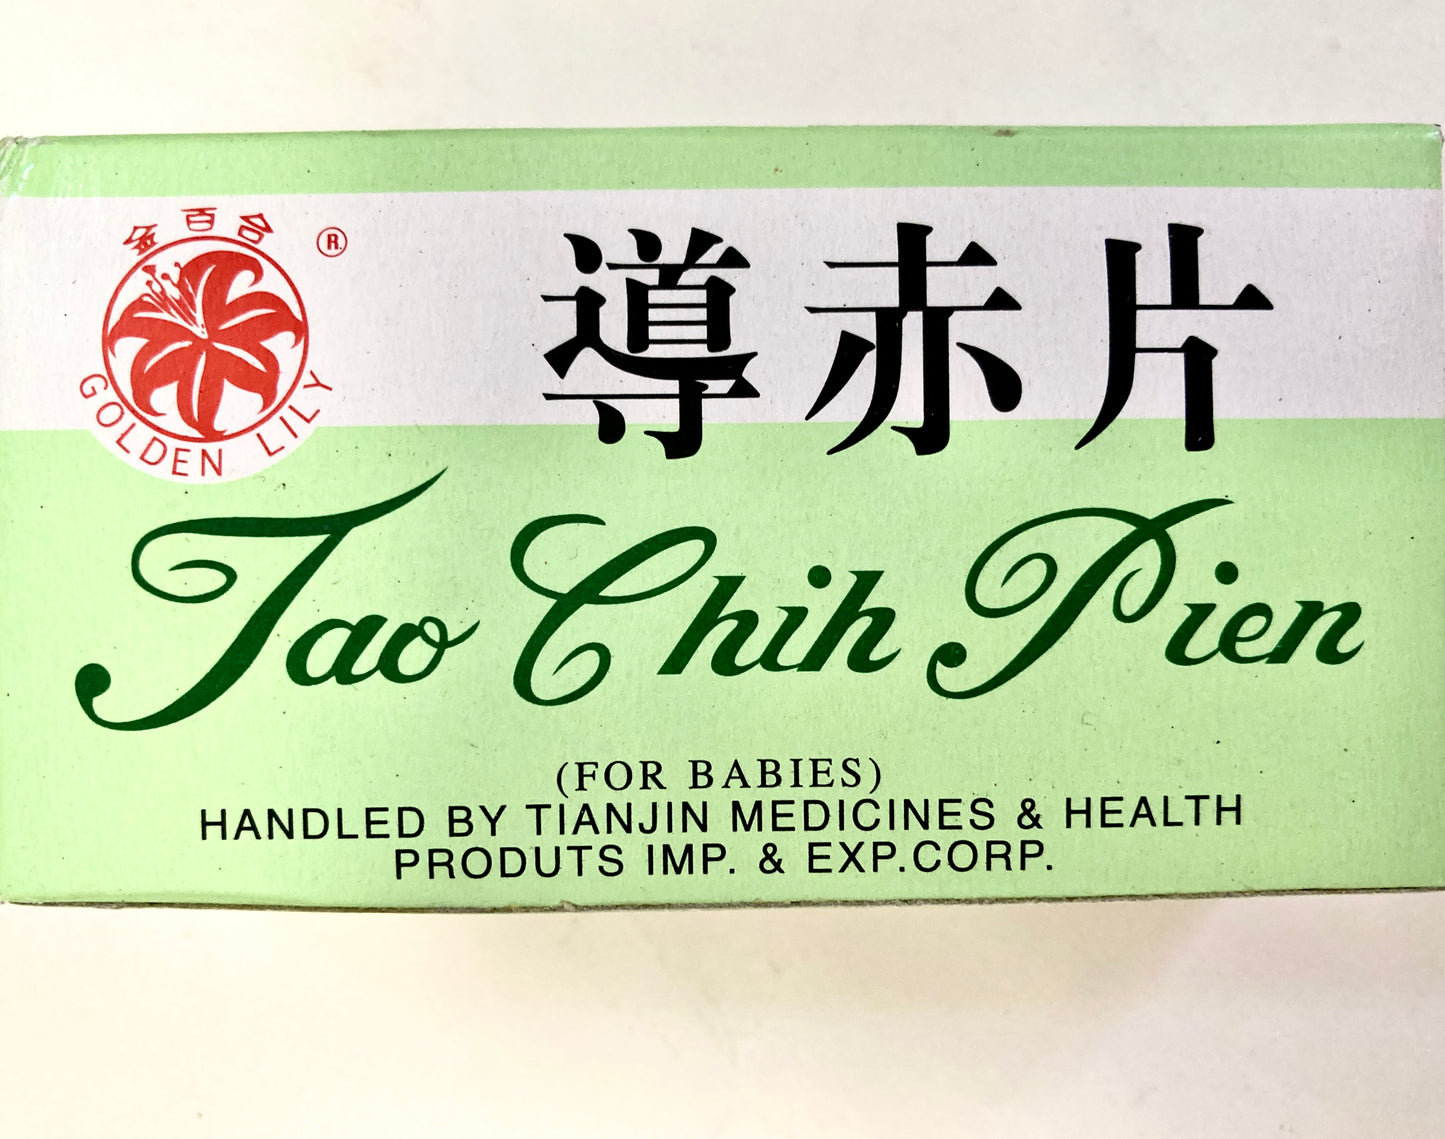 金百合
®
GOLDEN LILY
導赤片
Tao Chih Pien
(FOR BABIES)
HANDLED BY TIANJIN MEDICINES & HEALTH
PRODUTS IMP. & EXP.CORP.